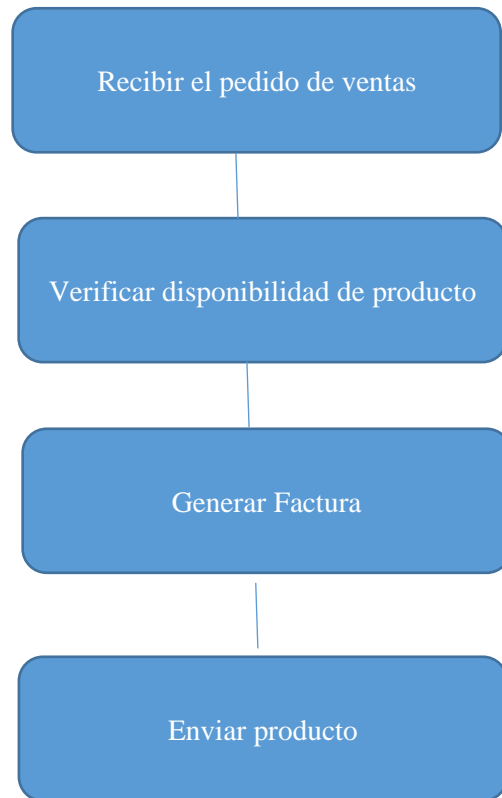 Recibir el pedido de ventas
Verificar disponibilidad de producto
Generar Factura
Enviar producto